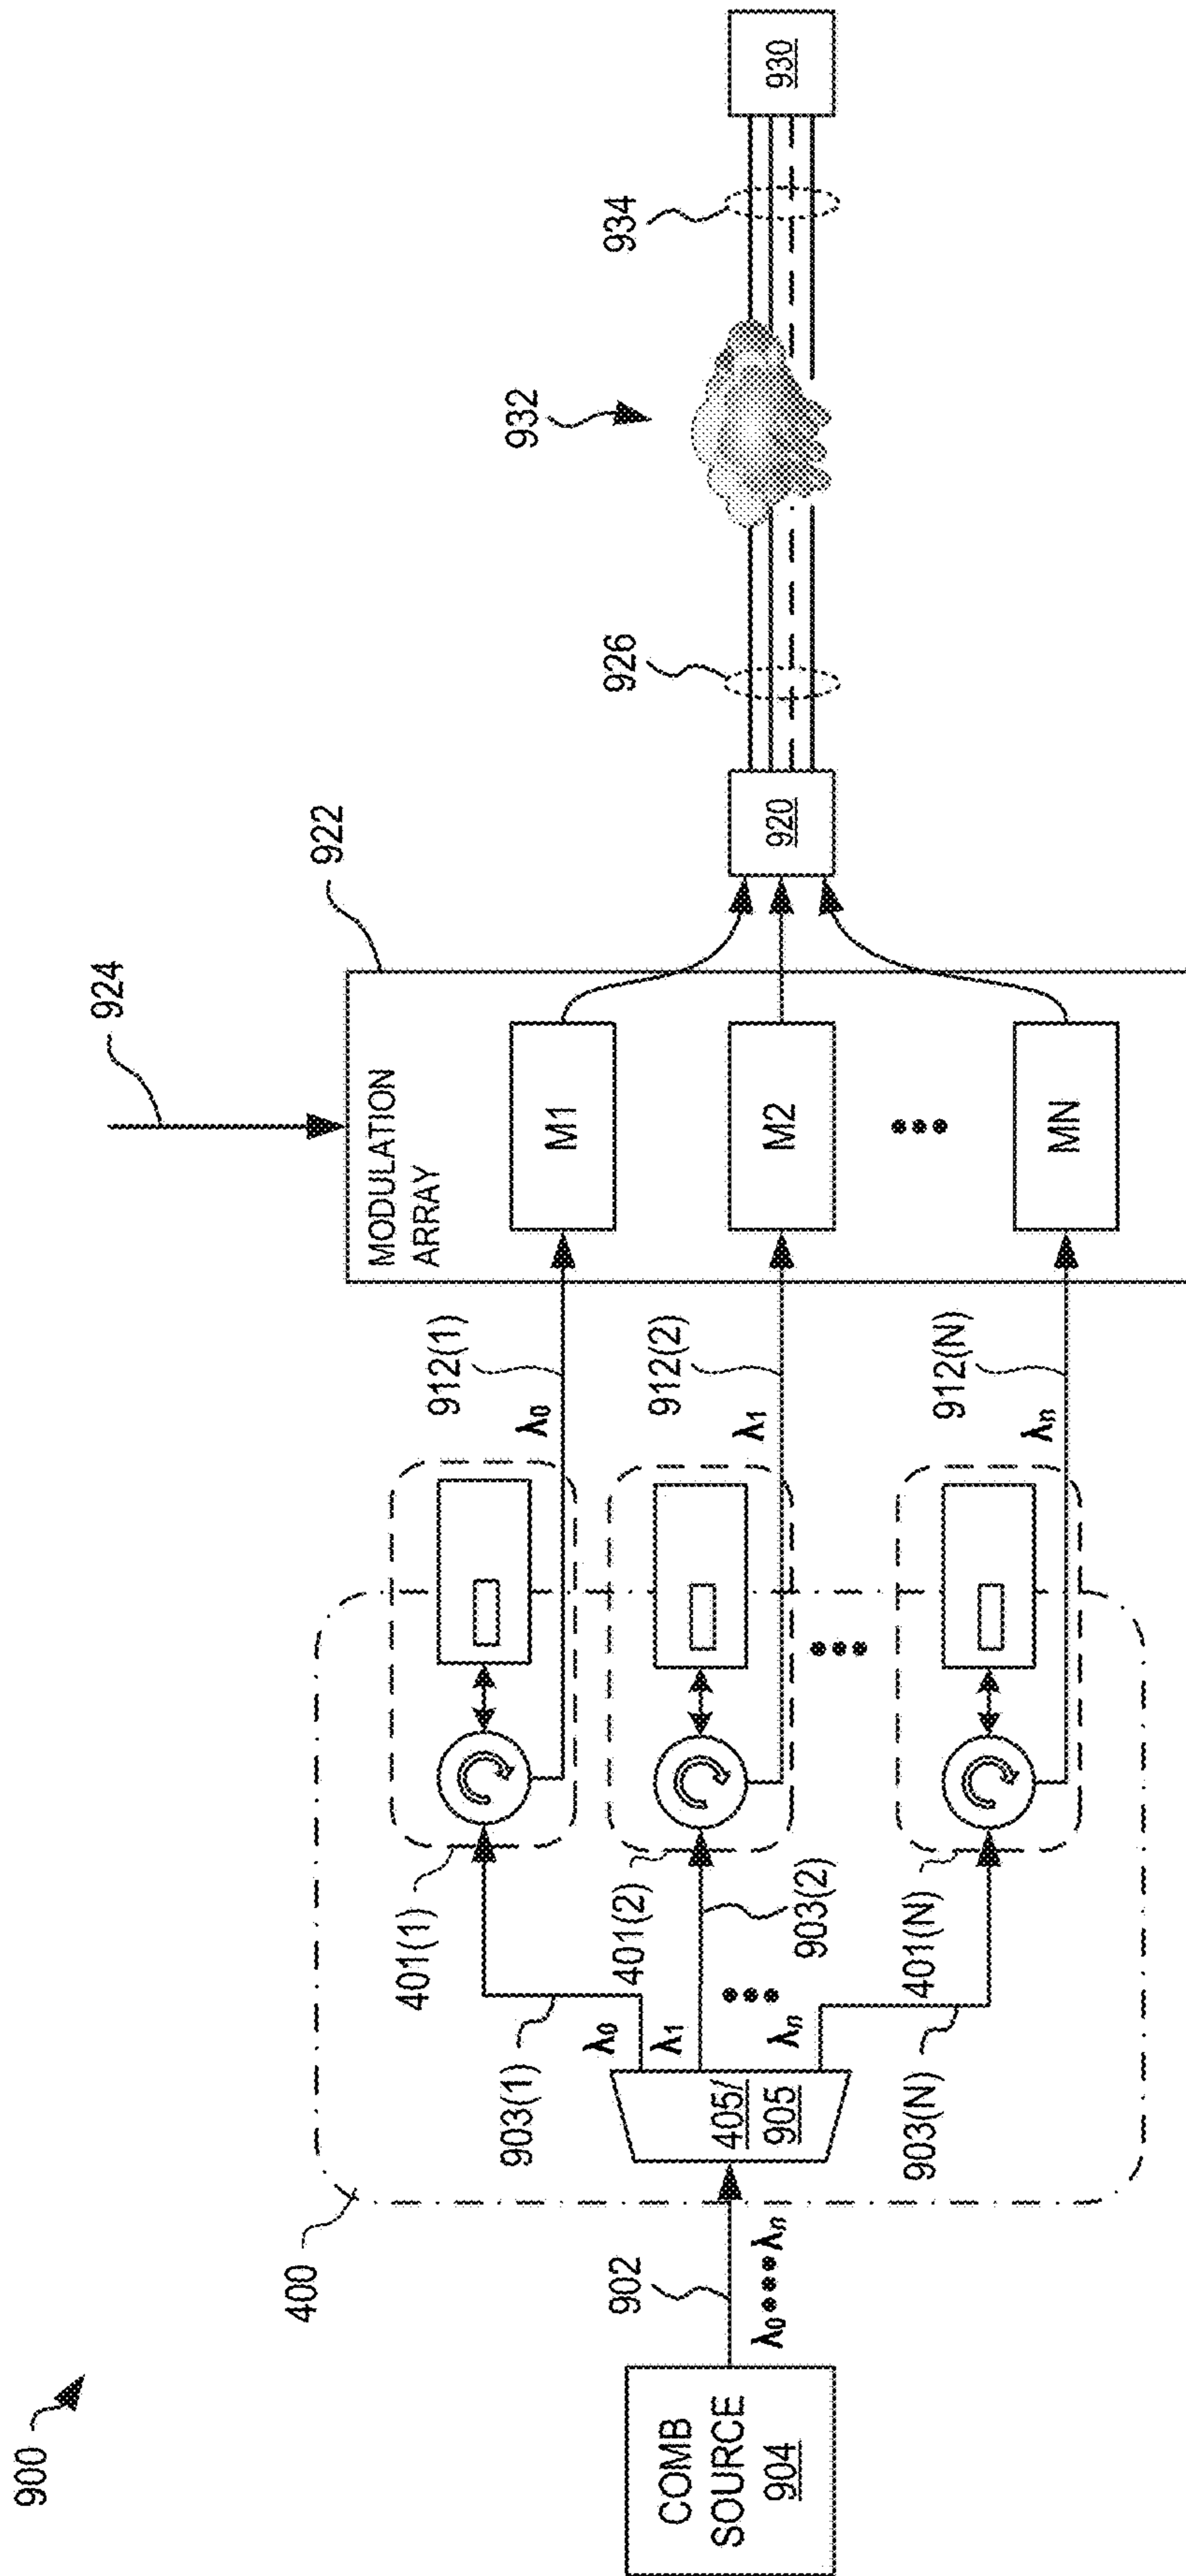 900
400
COMB
SOURCE
904
902
λ0•••λn
405/
905
λ0
λ1
λn
903(1)
903(2)
903(N)
401(1)
401(2)
401(N)
λ0
912(1)
λ1
912(2)
λn
912(N)
MODULATION
ARRAY
M1
M2
MN
924
922
920
926
932
934
930